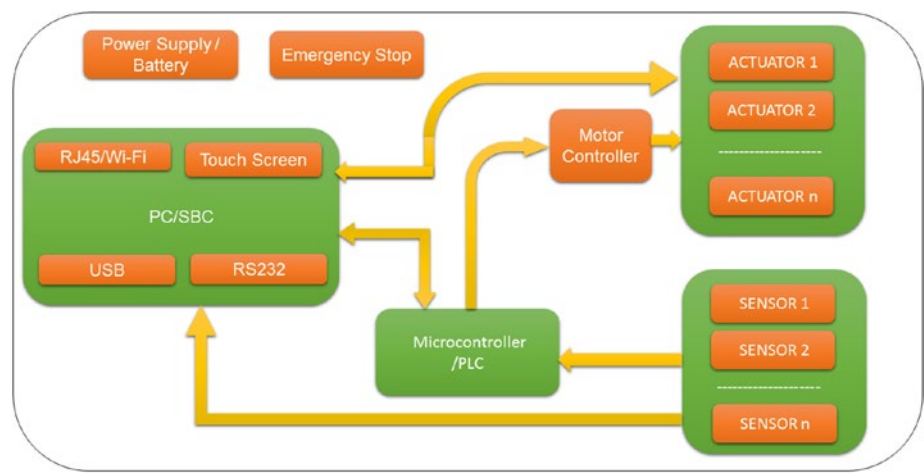 Power Supply /
Battery
Emergency Stop
ACTUATOR 1
ACTUATOR 2
--------------------
ACTUATOR n
Motor
Controller
RJ45/Wi-Fi
Touch Screen
PC/SBC
USB
RS232
Microcontroller
/PLC
SENSOR 1
SENSOR 2
--------------------
SENSOR n